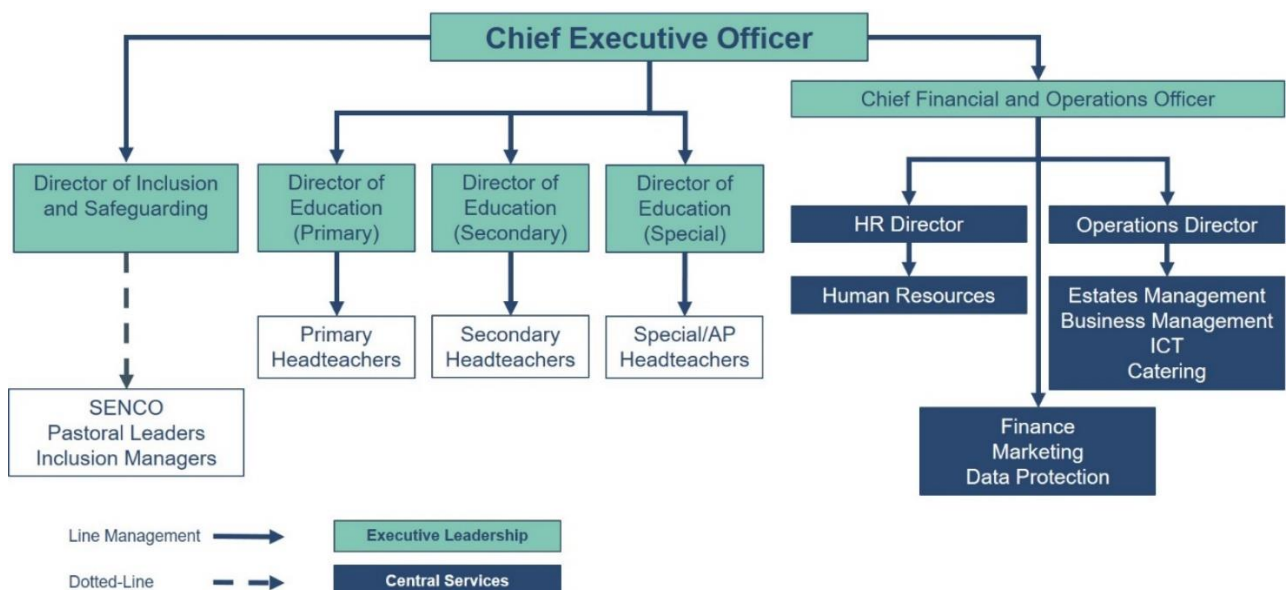 Chief Executive Officer
Chief Financial and Operations Officer
Director of Inclusion
and Safeguarding
Director of
Education
(Primary)
Director of
Education
(Secondary)
Director of
Education
(Special)
HR Director
Operations Director
Human Resources
Estates Management
Business Management
ICT
Catering
Primary
Headteachers
Secondary
Headteachers
Special/AP
Headteachers
SENCO
Pastoral Leaders
Inclusion Managers
Finance
Marketing
Data Protection
Line Management
Executive Leadership
Dotted-Line
Central Services